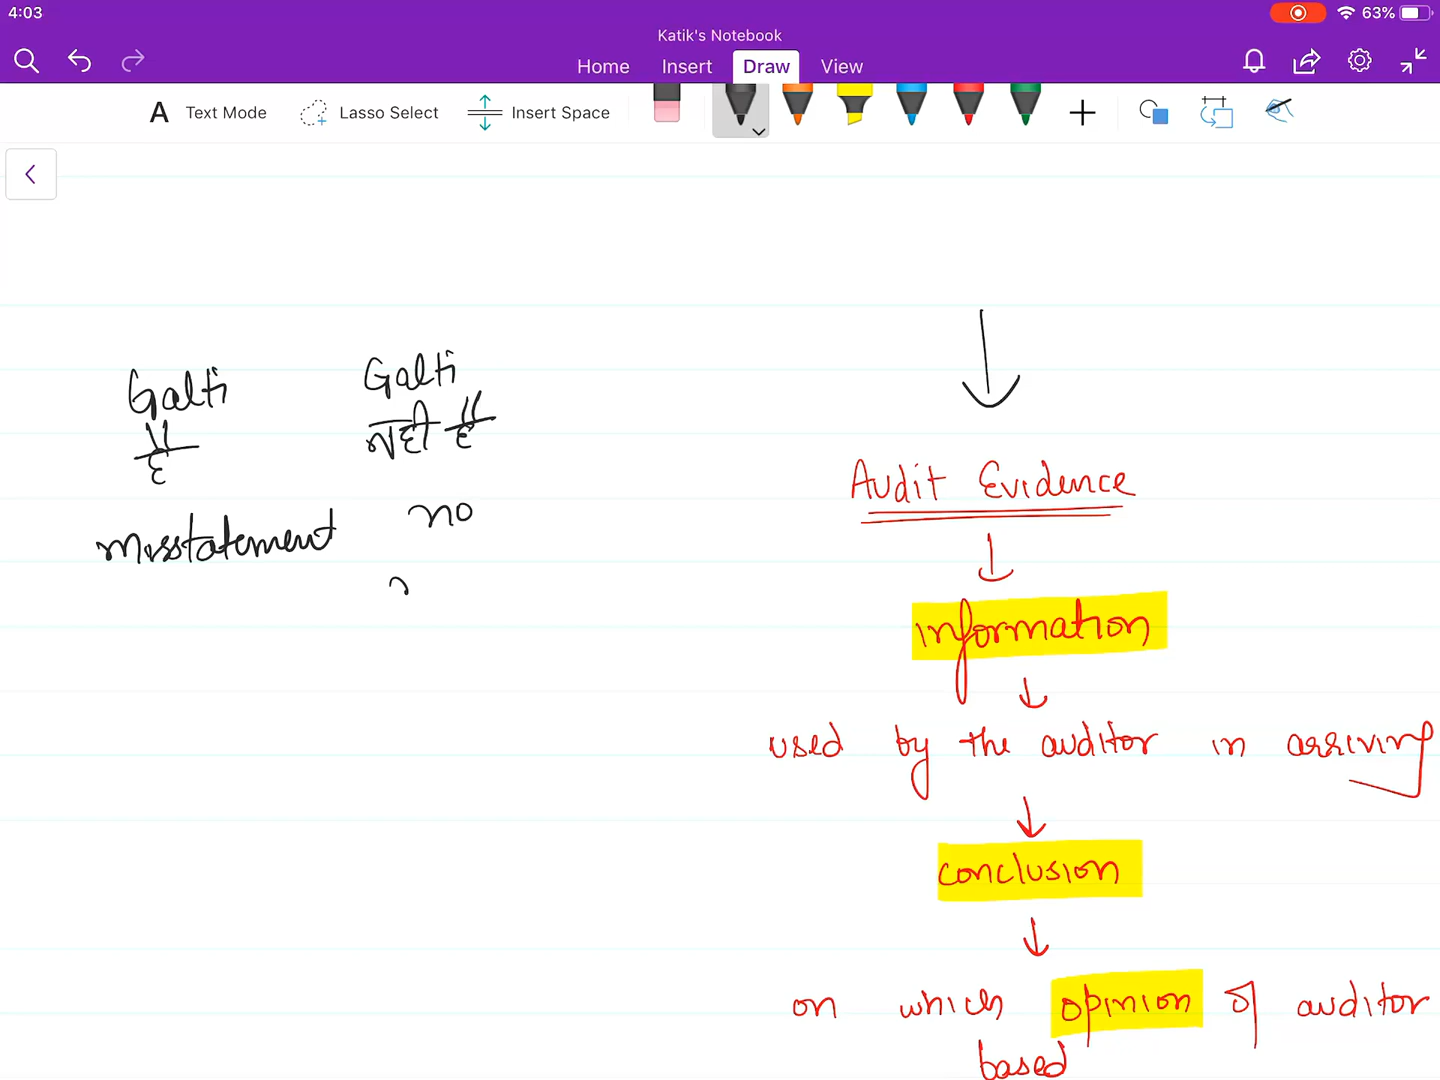 4:03
63%
Katik's Notebook
Home Insert Draw View
A Text Mode Lasso Select Insert Space
Galti
है
Misstatement
Galti
नही है
no
Audit Evidence
information
used by the auditor in arriving
conclusion
on which opinion of auditor
based